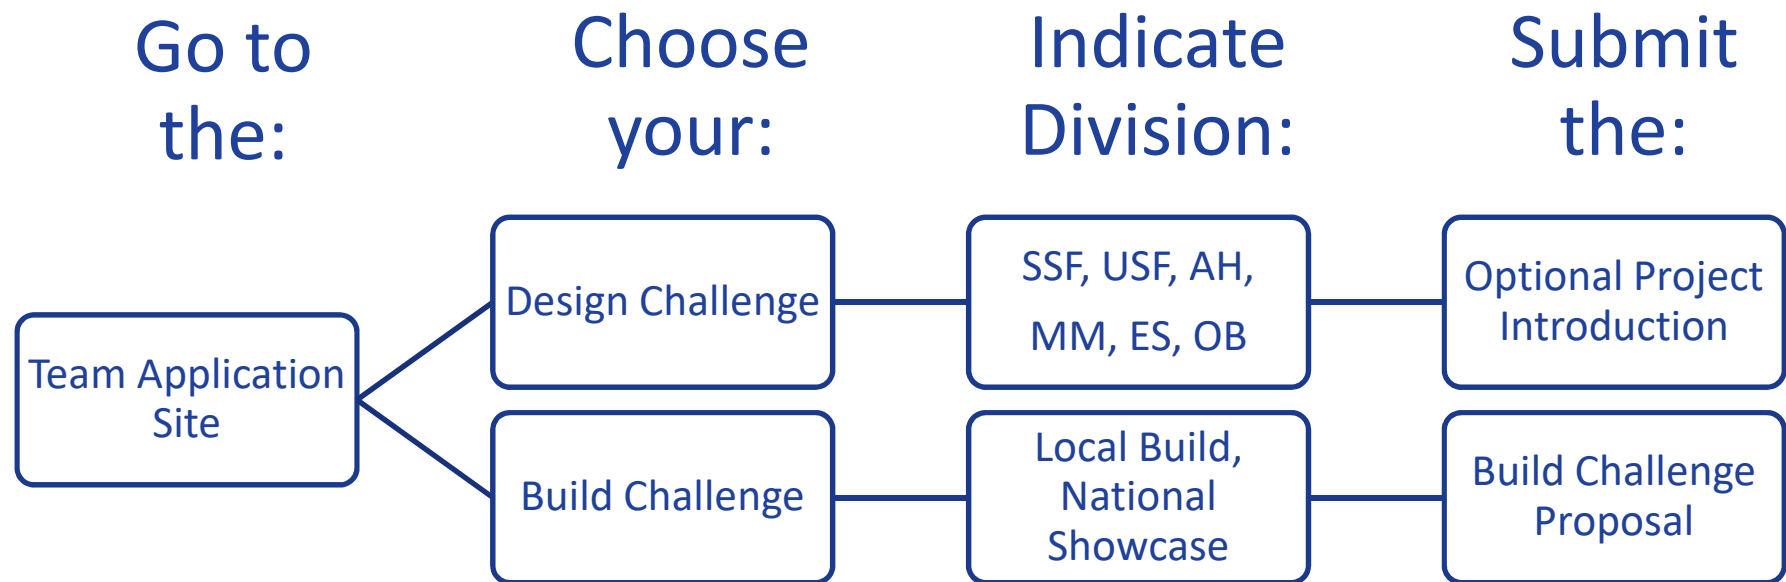 Go to
the:
Choose
your:
Indicate
Division:
Submit
the:
Team Application
Site
Design Challenge
SSF, USF, AH,
MM, ES, OB
Optional Project
Introduction
Build Challenge
Local Build,
National
Showcase
Build Challenge
Proposal